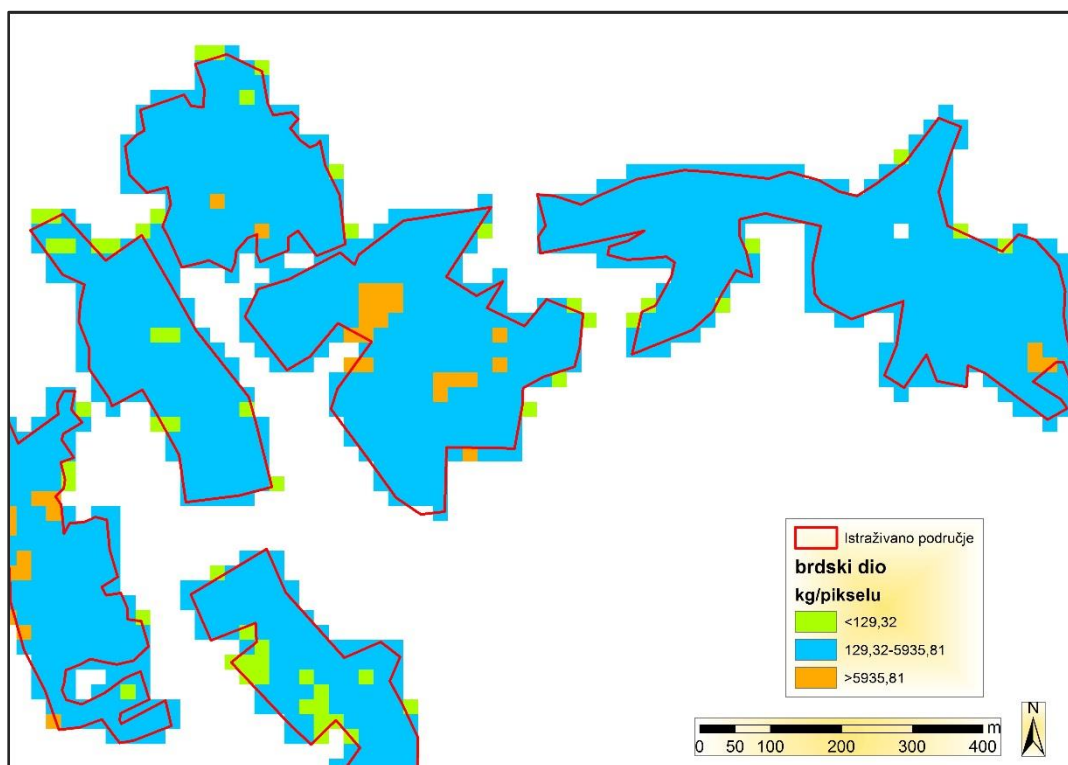 Istraživano područje
brdski dio
kg/pikselu
<129,32
129,32-5935,81
>5935,81
m
0 50 100 200 300 400
N